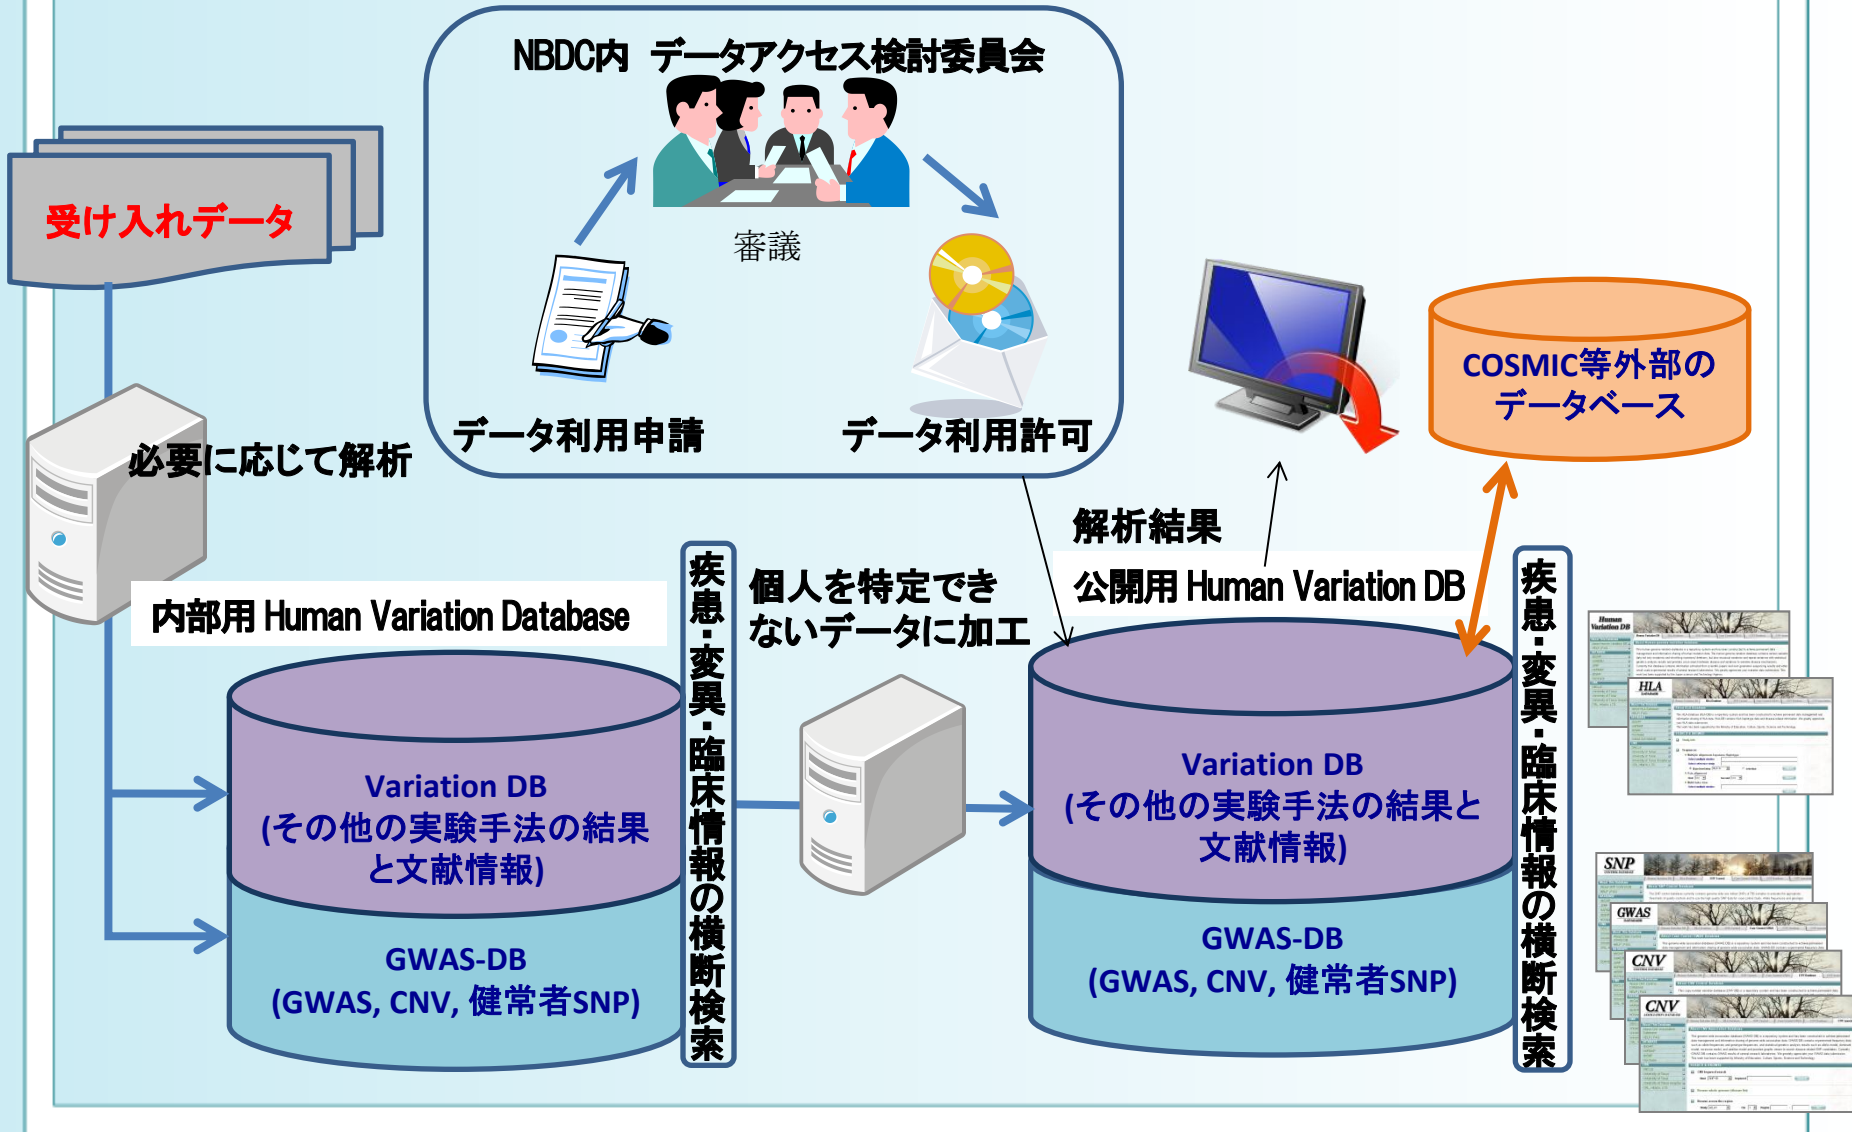 NBDC内 データアクセス検討委員会
受け入れデータ
審議
データ利用申請
データ利用許可
COSMIC等外部の
データベース
必要に応じて解析
解析結果
内部用 Human Variation Database
疾患・変異・臨床情報の横断検索
個人を特定でき
ないデータに加工
公開用 Human Variation DB
疾患・変異・臨床情報の横断検索
Variation DB
(その他の実験手法の結果
と文献情報)
GWAS-DB
(GWAS, CNV, 健常者SNP)
Variation DB
(その他の実験手法の結果と
文献情報)
GWAS-DB
(GWAS, CNV, 健常者SNP)
Human
Variation DB
HLA
SNP
GWAS
CNV
CNV